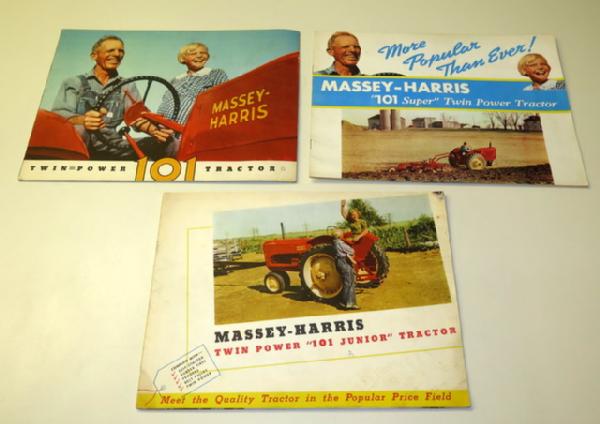 MASSEY-
HARRIS
TWIN-POWER 101 TRACTOR
More
Popular
Than Ever!
MASSEY-HARRIS
"101 Super" Twin Power Tractor
MASSEY-HARRIS
TWIN POWER "101 JUNIOR" TRACTOR
Meet the Quality Tractor in the Popular Price Field